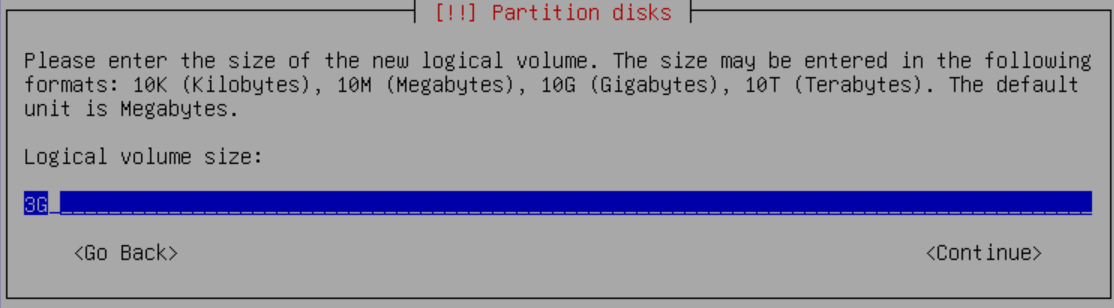 [!!] Partition disks
Please enter the size of the new logical volume. The size may be entered in the following
formats: 10K (Kilobytes), 10M (Megabytes), 10G (Gigabytes), 10T (Terabytes). The default
unit is Megabytes.
Logical volume size:
3G
<Go Back> <Continue>